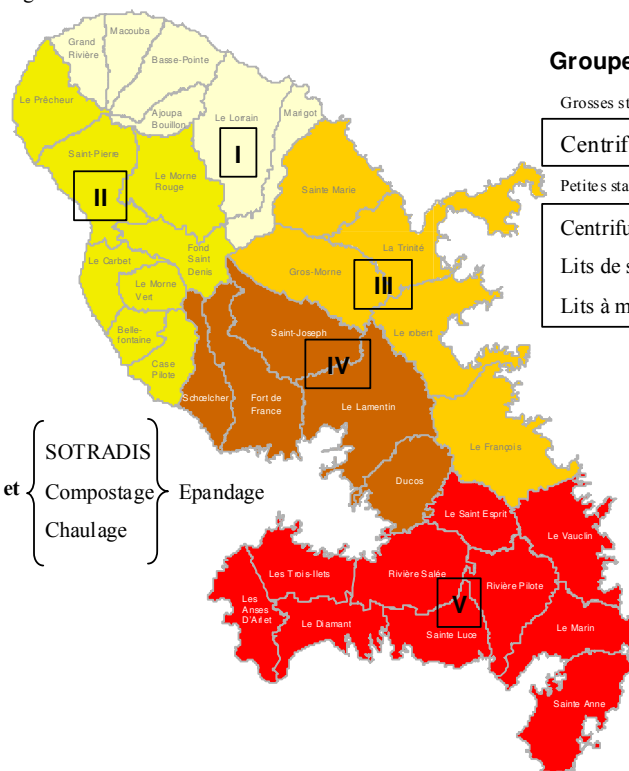 Macouba
Grand
Rivière
Basse-Pointe
Le Prêcheur
Ajoupa
Bouillon
Le Lorrain
Marigot
I
Saint-Pierre
II
Le Morne
Rouge
Sainte Marie
La Trinité
Fond
Saint
Denis
Le Carbet
Gros-Morne
III
Le Morne
Vert
Belle-
fontaine
Case
Pilote
Saint-Joseph
Le robert
IV
Schœlcher
Fort de
France
Le Lamentin
Le François
Ducos
Le Saint Esprit
Le Vauclin
Les Trois-Ilets
Rivière Salée
Rivière Pilote
Les
Anses
D'Arlet
Le Diamant
V
Sainte Luce
Le Marin
Sainte Anne
Groupe
Grosses st
Centrif
Petites sta
Centrifu
Lits de s
Lits à m
et
SOTRADIS
Compostage
Chaulage
Epandage